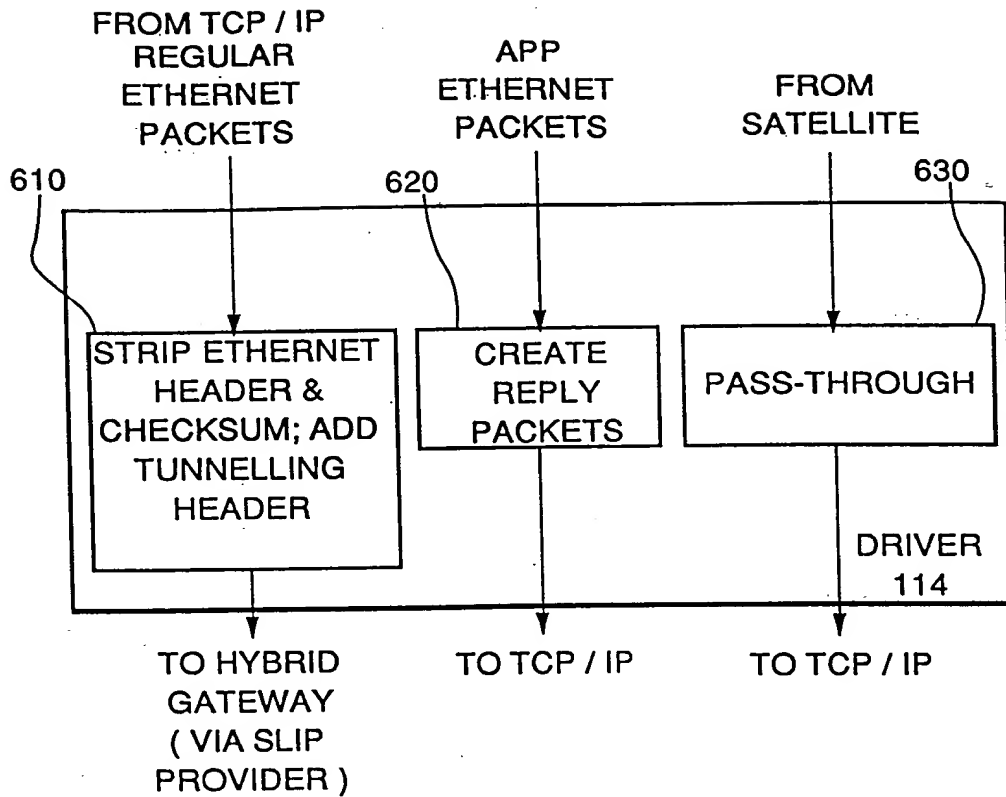 FROM TCP / IP
REGULAR
ETHERNET
PACKETS
APP
ETHERNET
PACKETS
FROM
SATELLITE
610
620
630
STRIP ETHERNET
HEADER &
CHECKSUM; ADD
TUNNELLING
HEADER
CREATE
REPLY
PACKETS
PASS-THROUGH
DRIVER
114
TO HYBRID
GATEWAY
( VIA SLIP
PROVIDER )
TO TCP / IP
TO TCP / IP